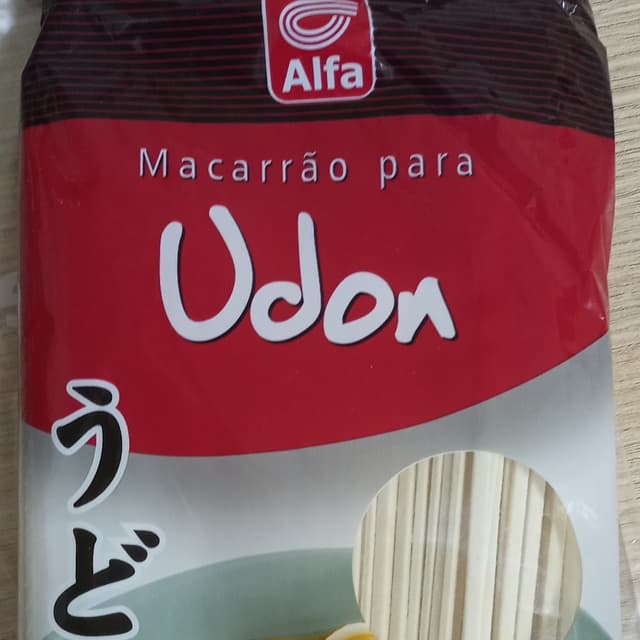 Alfa
Macarrão para
Udon
うど